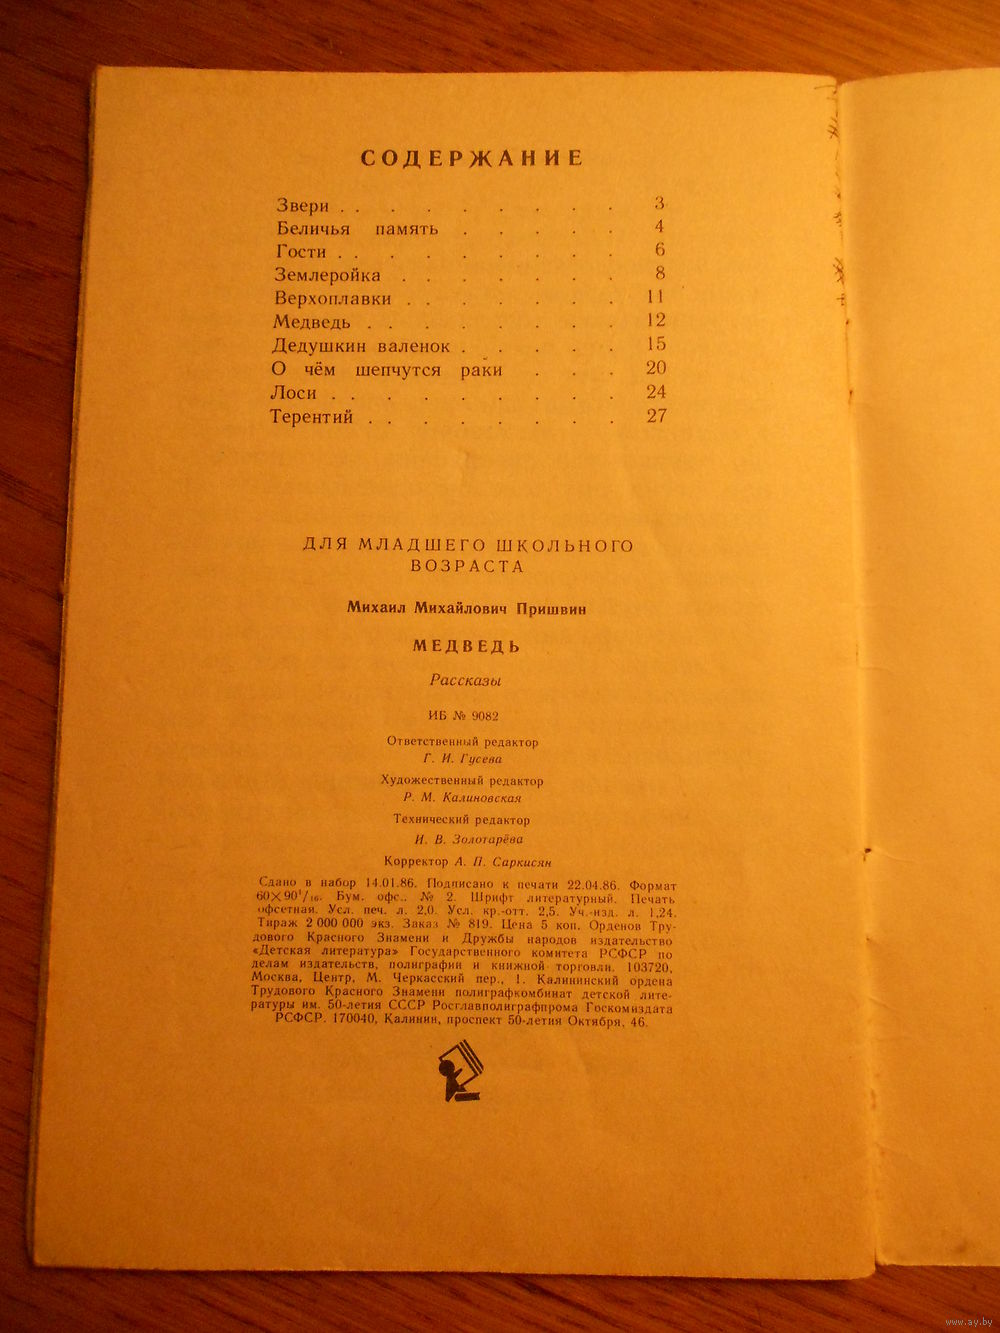 СОДЕРЖАНИЕ
Звери . . . . . . . . . 3
Беличья память . . . . . 4
Гости . . . . . . . . . 6
Землеройка . . . . . . . 8
Верхоплавки . . . . . . . 11
Медведь . . . . . . . . 12
Дедушкин валенок . . . . . 15
О чём шепчутся раки . . . 20
Лоси . . . . . . . . . 24
Терентий . . . . . . . . 27
ДЛЯ МЛАДШЕГО ШКОЛЬНОГО
ВОЗРАСТА
Михаил Михайлович Пришвин
МЕДВЕДЬ
Рассказы
ИБ № 9082
Ответственный редактор
Г. И. Гусева
Художественный редактор
Р. М. Калиновская
Технический редактор
И. В. Золотарёва
Корректор А. П. Саркисян
Сдано в набор 14.01.86. Подписано к печати 22.04.86. Формат
60×90¹/₁₆. Бум. офс.. № 2. Шрифт литературный. Печать
офсетная. Усл. печ. л. 2,0. Усл. кр.-отт. 2,5. Уч.-изд. л. 1,24.
Тираж 2 000 000 экз. Заказ № 819. Цена 5 коп. Орденов Тру-
дового Красного Знамени и Дружбы народов издательство
«Детская литература» Государственного комитета РСФСР по
делам издательств, полиграфии и книжной торговли. 103720,
Москва, Центр, М. Черкасский пер., 1. Калининский ордена
Трудового Красного Знамени полиграфкомбинат детской лите-
ратуры им. 50-летия СССР Росглавполиграфпрома Госкомиздата
РСФСР. 170040, Калинин, проспект 50-летия Октября, 46.
www.ay.by